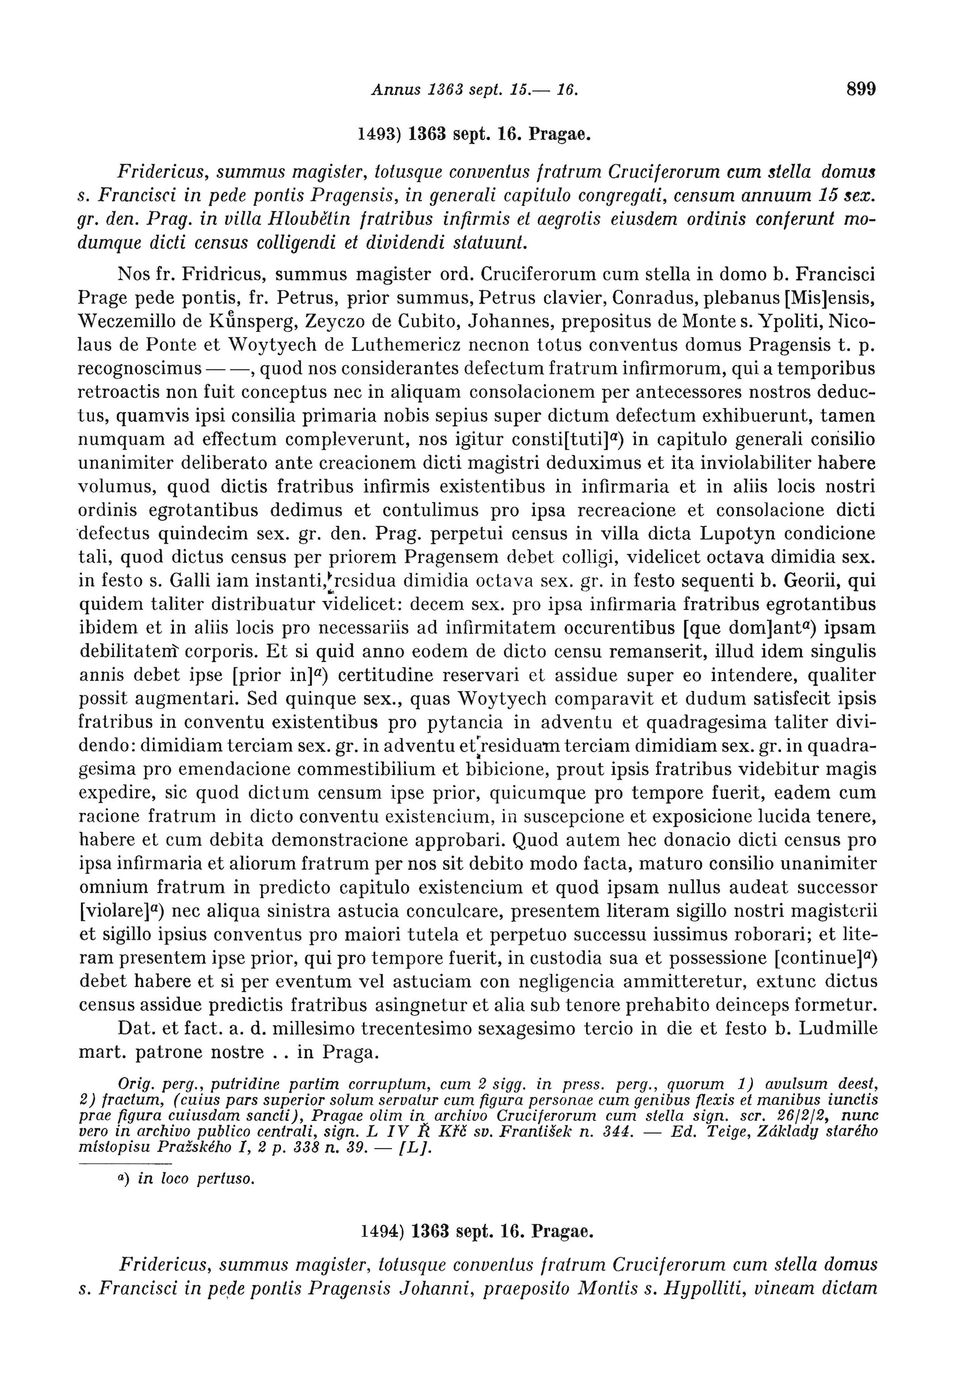 Annus 1363 sept. 15.— 16. 899
1493) 1363 sept. 16. Pragae.
Fridericus, summus magister, totusque conventus fratrum Cruciferorum cum stella domus
s. Francisci in pede pontis Pragensis, in generali capitulo congregati, censum annuum 15 sex.
gr. den. Prag. in villa Hloubětin fratribus infirmis et aegrotis eiusdem ordinis conferunt mo-
dumque dicti census colligendi et dividendi statuunt.
Nos fr. Fridricus, summus magister ord. Cruciferorum cum stella in domo b. Francisci
Prage pede pontis, fr. Petrus, prior summus, Petrus clavier, Conradus, plebanus [Mis]ensis,
Weczemillo de Kůnsperg, Zeyczo de Cubito, Johannes, prepositus de Monte s. Ypoliti, Nico-
laus de Ponte et Woytyech de Luthemericz necnon totus conventus domus Pragensis t. p.
recognoscimus — —, quod nos considerantes defectum fratrum infirmorum, qui a temporibus
retroactis non fuit conceptus nec in aliquam consolacionem per antecessores nostros deduc-
tus, quamvis ipsi consilia primaria nobis sepius super dictum defectum exhibuerunt, tamen
numquam ad effectum compleverunt, nos igitur consti[tuti]a) in capitulo generali consilio
unanimiter deliberato ante creacionem dicti magistri deduximus et ita inviolabiliter habere
volumus, quod dictis fratribus infirmis existentibus in infirmaria et in aliis locis nostri
ordinis egrotantibus dedimus et contulimus pro ipsa recreacione et consolacione dicti
defectus quindecim sex. gr. den. Prag. perpetui census in villa dicta Lupotyn condicione
tali, quod dictus census per priorem Pragensem debet colligi, videlicet octava dimidia sex.
in festo s. Galli iam instanti, residua dimidia octava sex. gr. in festo sequenti b. Georii, qui
quidem taliter distribuatur videlicet: decem sex. pro ipsa infirmaria fratribus egrotantibus
ibidem et in aliis locis pro necessariis ad infirmitatem occurentibus [que dom]anta) ipsam
debilitatem corporis. Et si quid anno eodem de dicto censu remanserit, illud idem singulis
annis debet ipse [prior in]a) certitudine reservari et assidue super eo intendere, qualiter
possit augmentari. Sed quinque sex., quas Woytyech comparavit et dudum satisfecit ipsis
fratribus in conventu existentibus pro pytancia in adventu et quadragesima taliter divi-
dendo: dimidiam terciam sex. gr. in adventu et residuam terciam dimidiam sex. gr. in quadra-
gesima pro emendacione commestibilium et bibicione, prout ipsis fratribus videbitur magis
expedire, sic quod dictum censum ipse prior, quicumque pro tempore fuerit, eadem cum
racione fratrum in dicto conventu existencium, in suscepcione et exposicione lucida tenere,
habere et cum debita demonstracione approbari. Quod autem hec donacio dicti census pro
ipsa infirmaria et aliorum fratrum per nos sit debito modo facta, maturo consilio unanimiter
omnium fratrum in predicto capitulo existencium et quod ipsam nullus audeat successor
[violare]a) nec aliqua sinistra astucia conculcare, presentem literam sigillo nostri magisterii
et sigillo ipsius conventus pro maiori tutela et perpetuo successu iussimus roborari; et lite-
ram presentem ipse prior, qui pro tempore fuerit, in custodia sua et possessione [continue]a)
debet habere et si per eventum vel astuciam con negligencia ammitteretur, extunc dictus
census assidue predictis fratribus asingnetur et alia sub tenore prehabito deinceps formetur.
Dat. et fact. a. d. millesimo trecentesimo sexagesimo tercio in die et festo b. Ludmille
mart. patrone nostre . . in Praga.
Orig. perg., putridine partim corruptum, cum 2 sigg. in press. perg., quorum 1) avulsum deest,
2) fractum, (cuius pars superior solum servatur cum figura personae cum genibus flexis et manibus iunctis
prae figura cuiusdam sancti), Pragae olim in archivo Cruciferorum cum stella sign. scr. 26/2/2, nunc
vero in archivo publico centrali, sign. L IV Ř Křč sv. František n. 344. — Ed. Teige, Základy starého
místopisu Pražského I, 2 p. 338 n. 39. — [L].
a) in loco pertuso.
1494) 1363 sept. 16. Pragae.
Fridericus, summus magister, totusque conventus fratrum Cruciferorum cum stella domus
s. Francisci in pede pontis Pragensis Johanni, praeposito Montis s. Hypolliti, vineam dictam